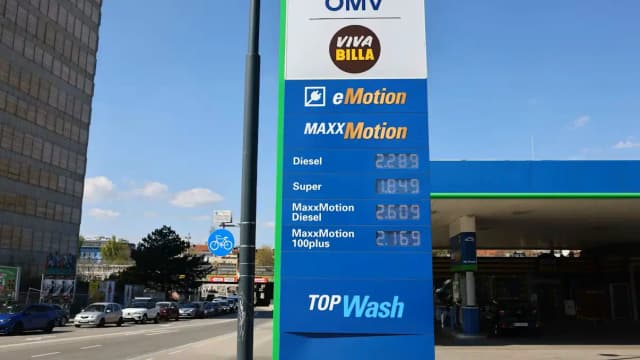 OMV
VIVA
BILLA
eMotion
MAXXMotion
Diesel 2.289
Super 1.849
MaxxMotion
Diesel 2.609
MaxxMotion
100plus 2.169
TOPWash